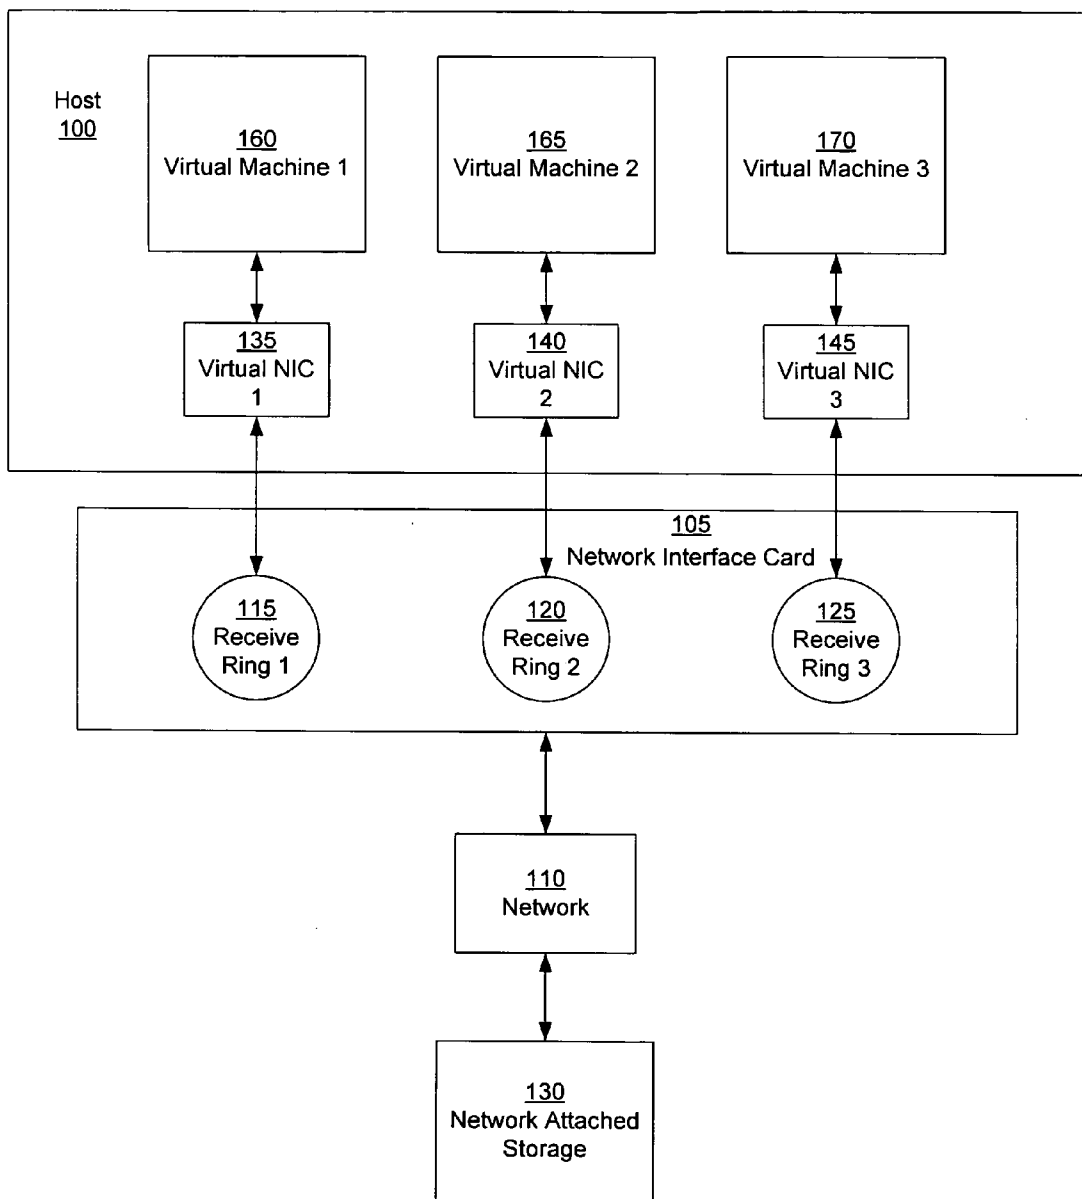 Host
100
160
Virtual Machine 1
165
Virtual Machine 2
170
Virtual Machine 3
135
Virtual NIC
1
140
Virtual NIC
2
145
Virtual NIC
3
105
Network Interface Card
115
Receive
Ring 1
120
Receive
Ring 2
125
Receive
Ring 3
110
Network
130
Network Attached
Storage